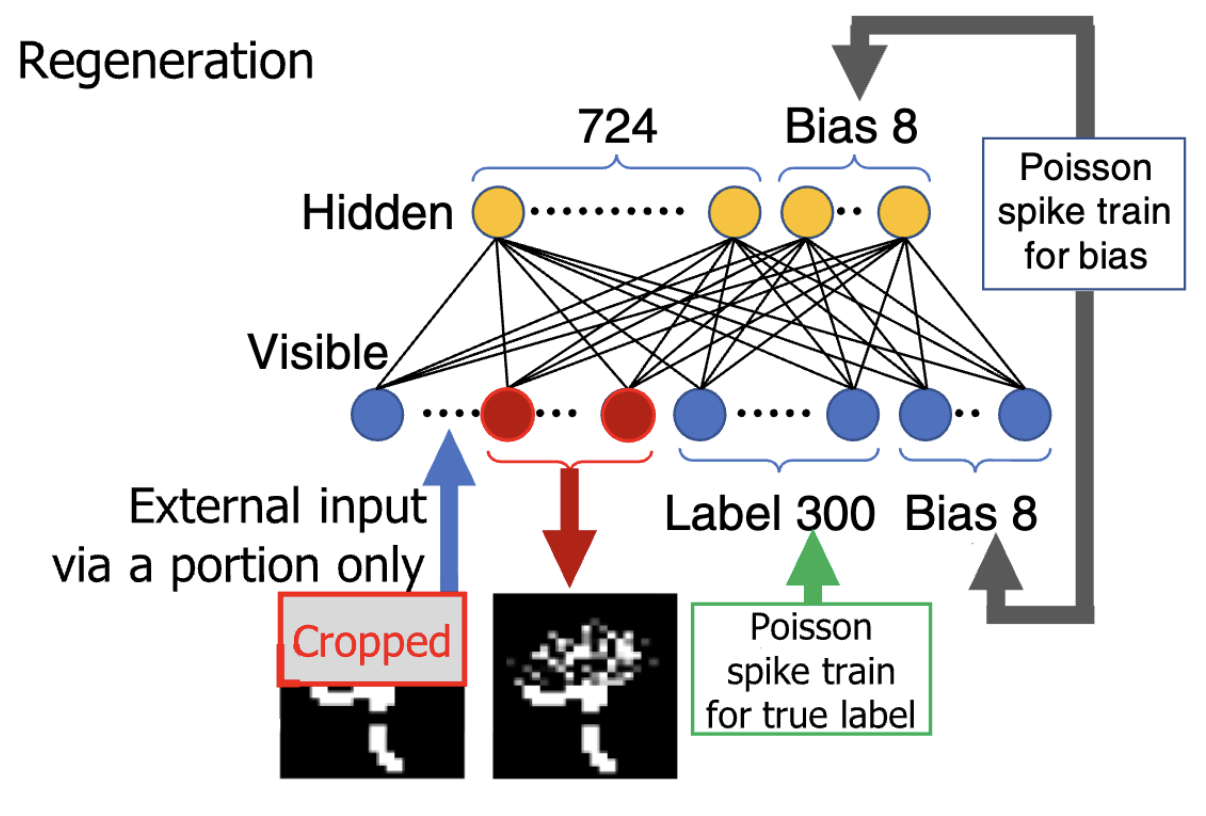 Regeneration
724
Bias 8
Hidden
Poisson
spike train
for bias
Visible
External input
via a portion only
Label 300
Bias 8
Cropped
Poisson
spike train
for true label